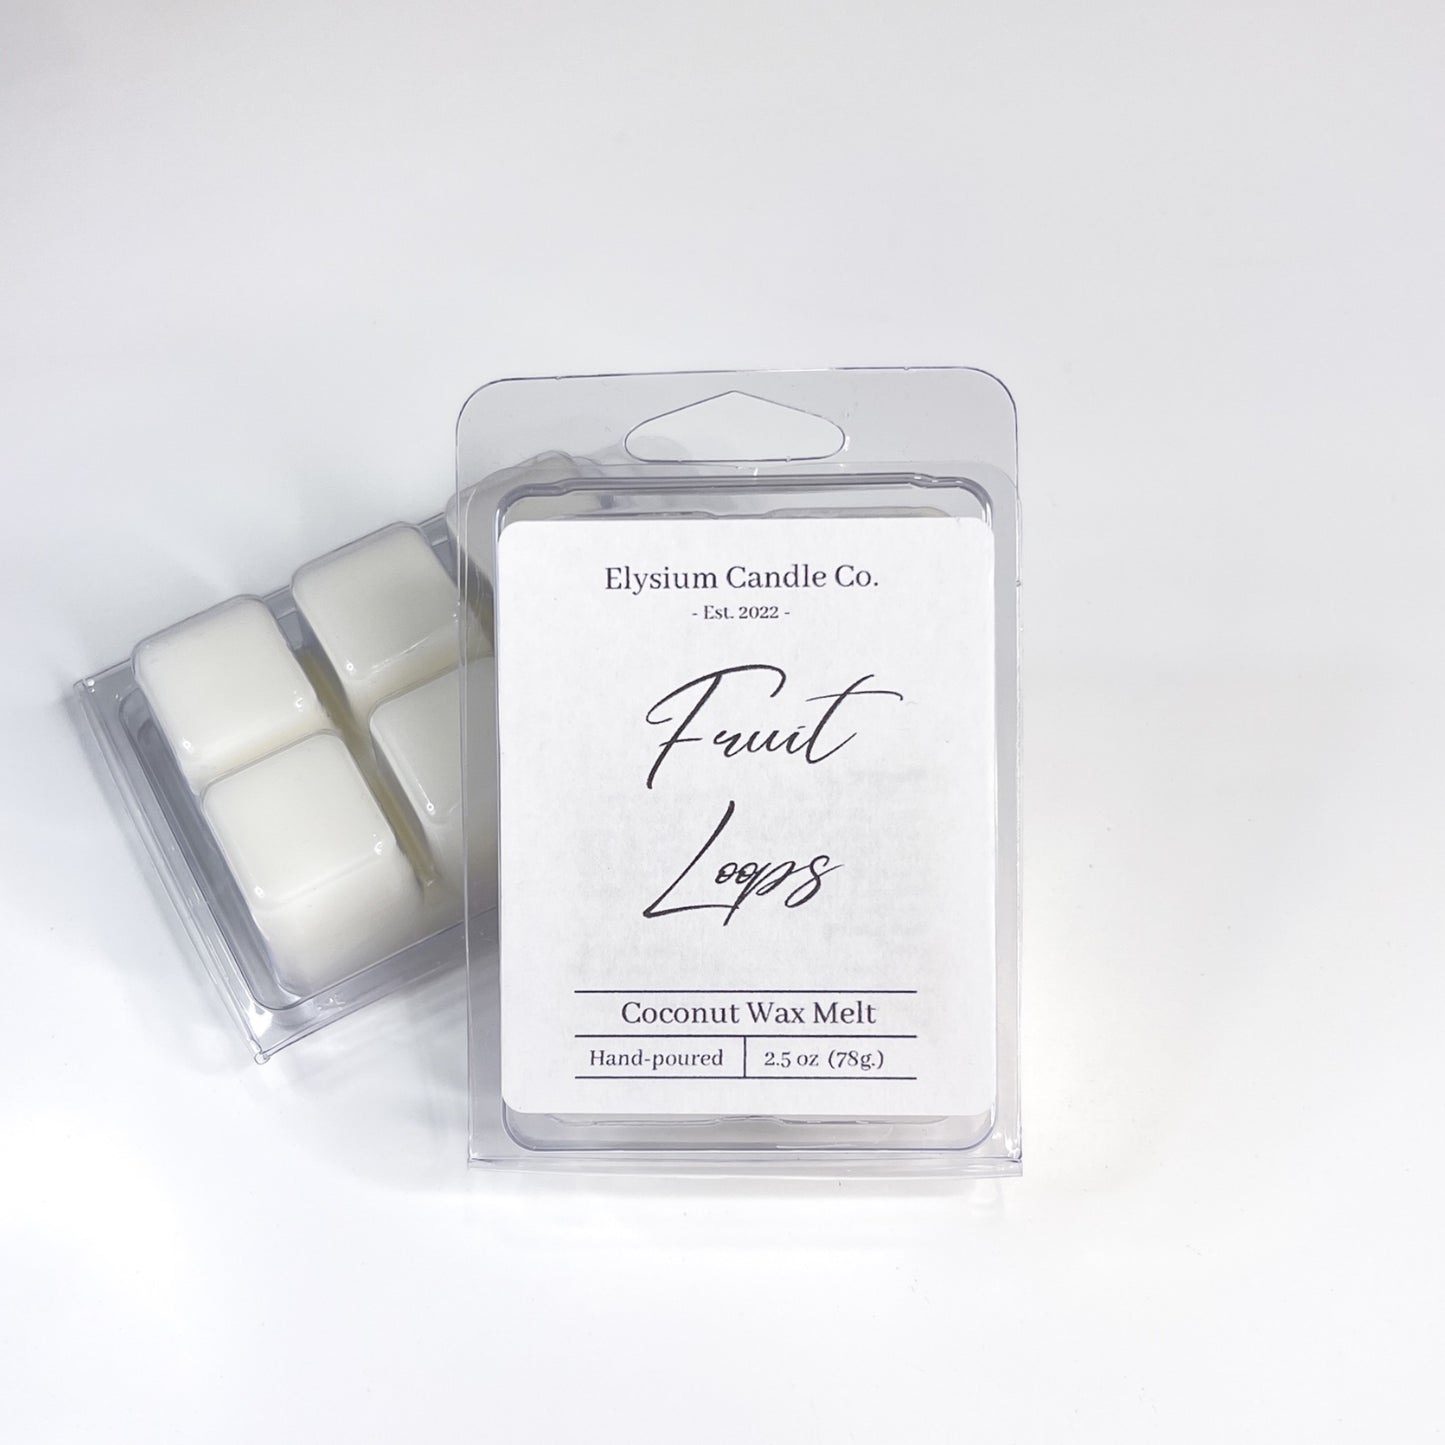 Elysium Candle Co.
- Est. 2022 -
Fruit
Loops
Coconut Wax Melt
Hand-poured 2.5 oz (78g.)